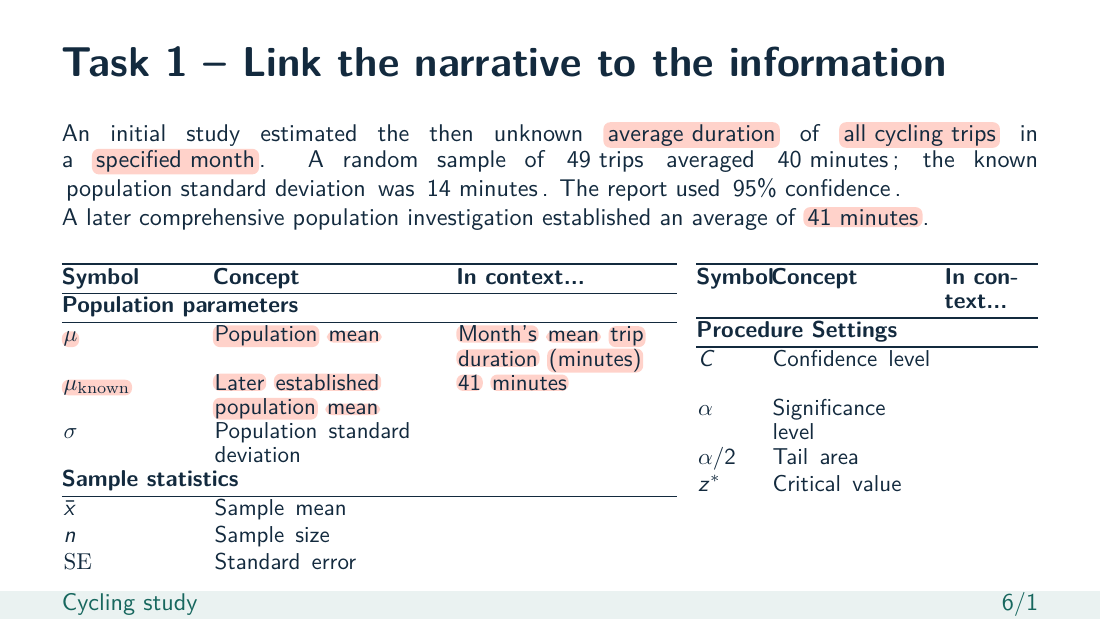 Task 1 – Link the narrative to the information
An initial study estimated the then unknown average duration of all cycling trips in
a specified month. A random sample of 49 trips averaged 40 minutes; the known
population standard deviation was 14 minutes. The report used 95% confidence.
A later comprehensive population investigation established an average of 41 minutes.
Symbol Concept In context...
Population parameters
μ Population mean Month's mean trip
duration (minutes)
μknown Later established 41 minutes
population mean
σ Population standard
deviation
Sample statistics
x̄ Sample mean
n Sample size
SE Standard error
Symbol Concept In con-
text...
Procedure Settings
C Confidence level
α Significance
level
α/2 Tail area
z* Critical value
Cycling study 6/1